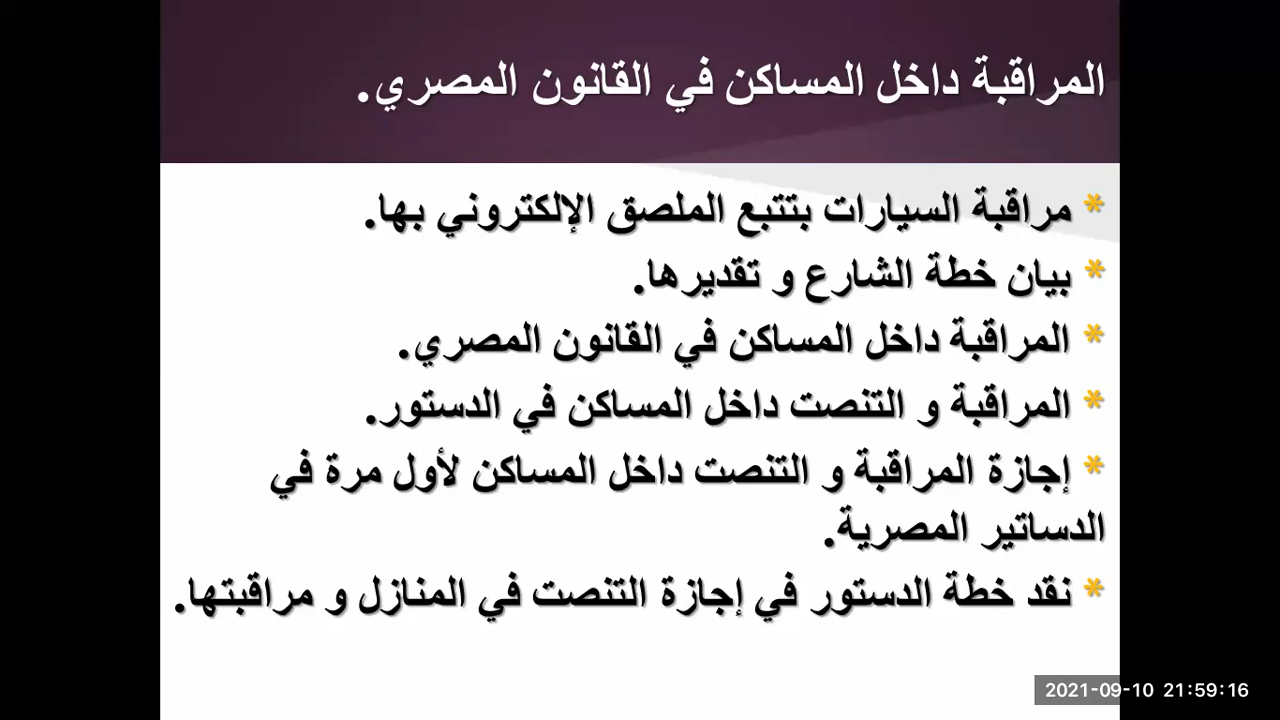 المراقبة داخل المساكن في القانون المصري.
* مراقبة السيارات بتتبع الملصق الإلكتروني بها.
* بيان خطة الشارع و تقديرها.
* المراقبة داخل المساكن في القانون المصري.
* المراقبة و التنصت داخل المساكن في الدستور.
* إجازة المراقبة و التنصت داخل المساكن لأول مرة في
الدساتير المصرية.
* نقد خطة الدستور في إجازة التنصت في المنازل و مراقبتها.
2021-09-10 21:59:16